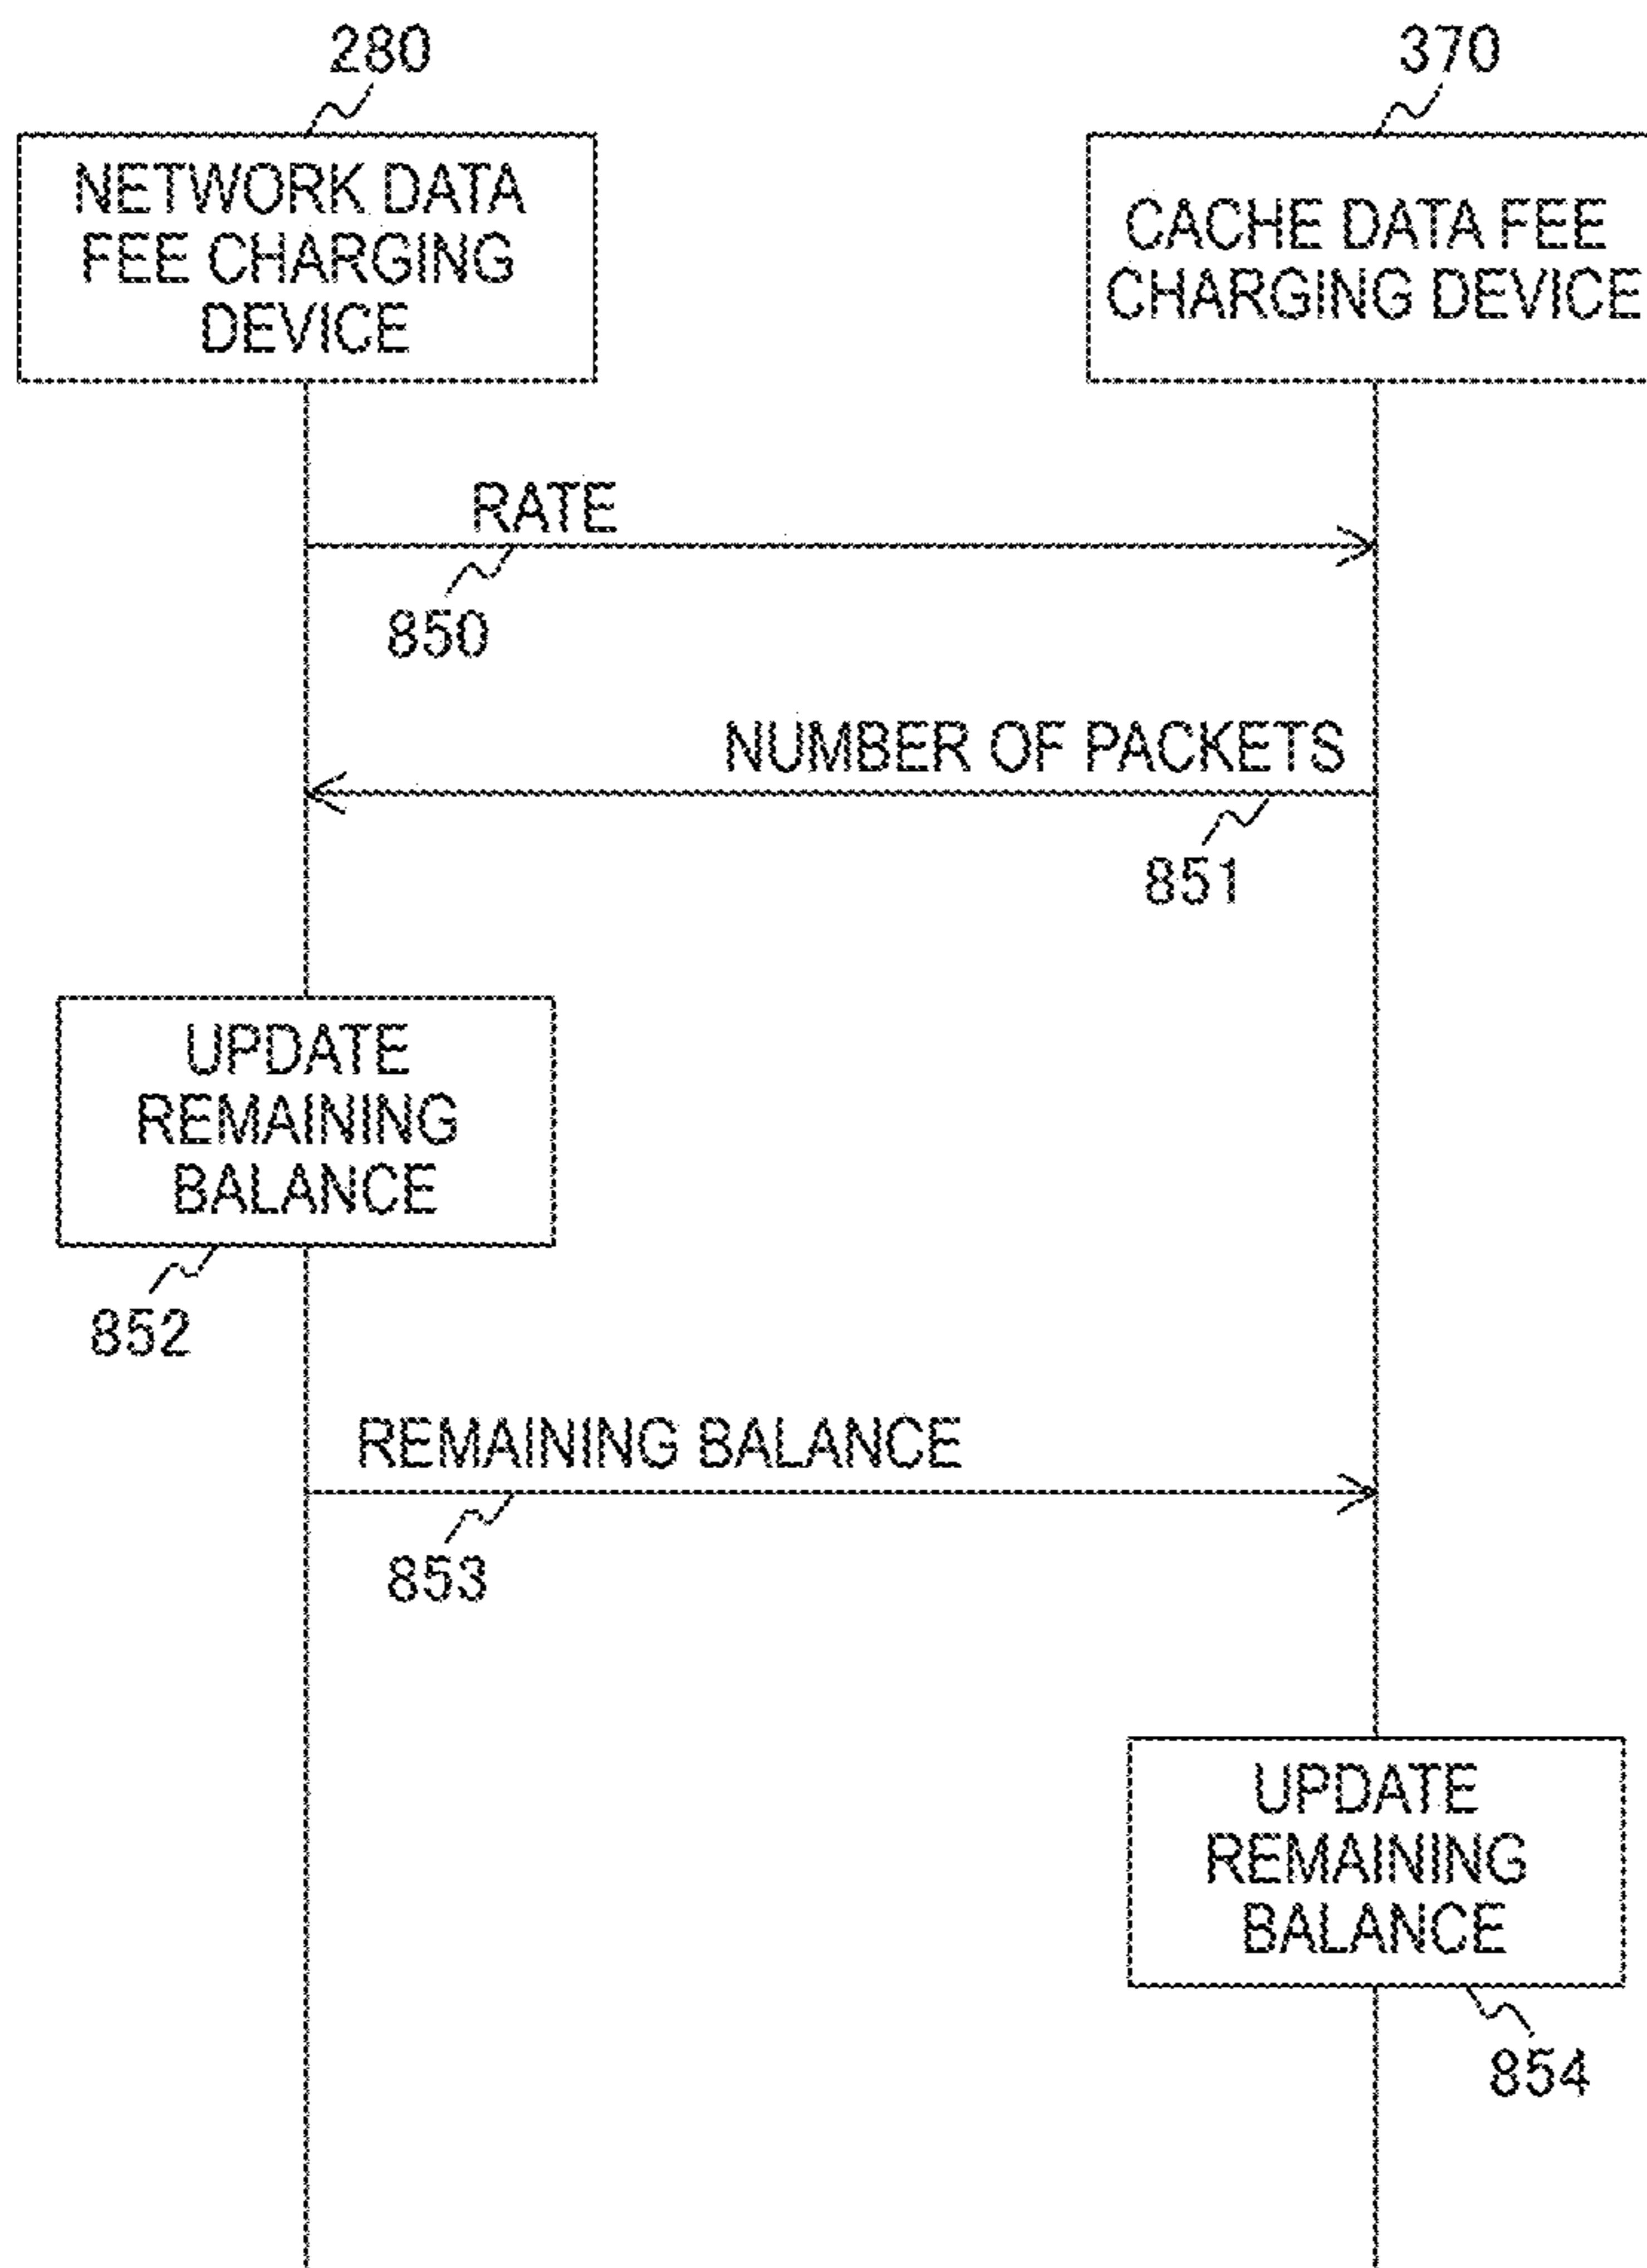 280
370
NETWORK DATA
FEE CHARGING
DEVICE
CACHE DATA FEE
CHARGING DEVICE
RATE
850
NUMBER OF PACKETS
851
UPDATE
REMAINING
BALANCE
852
REMAINING BALANCE
853
UPDATE
REMAINING
BALANCE
854